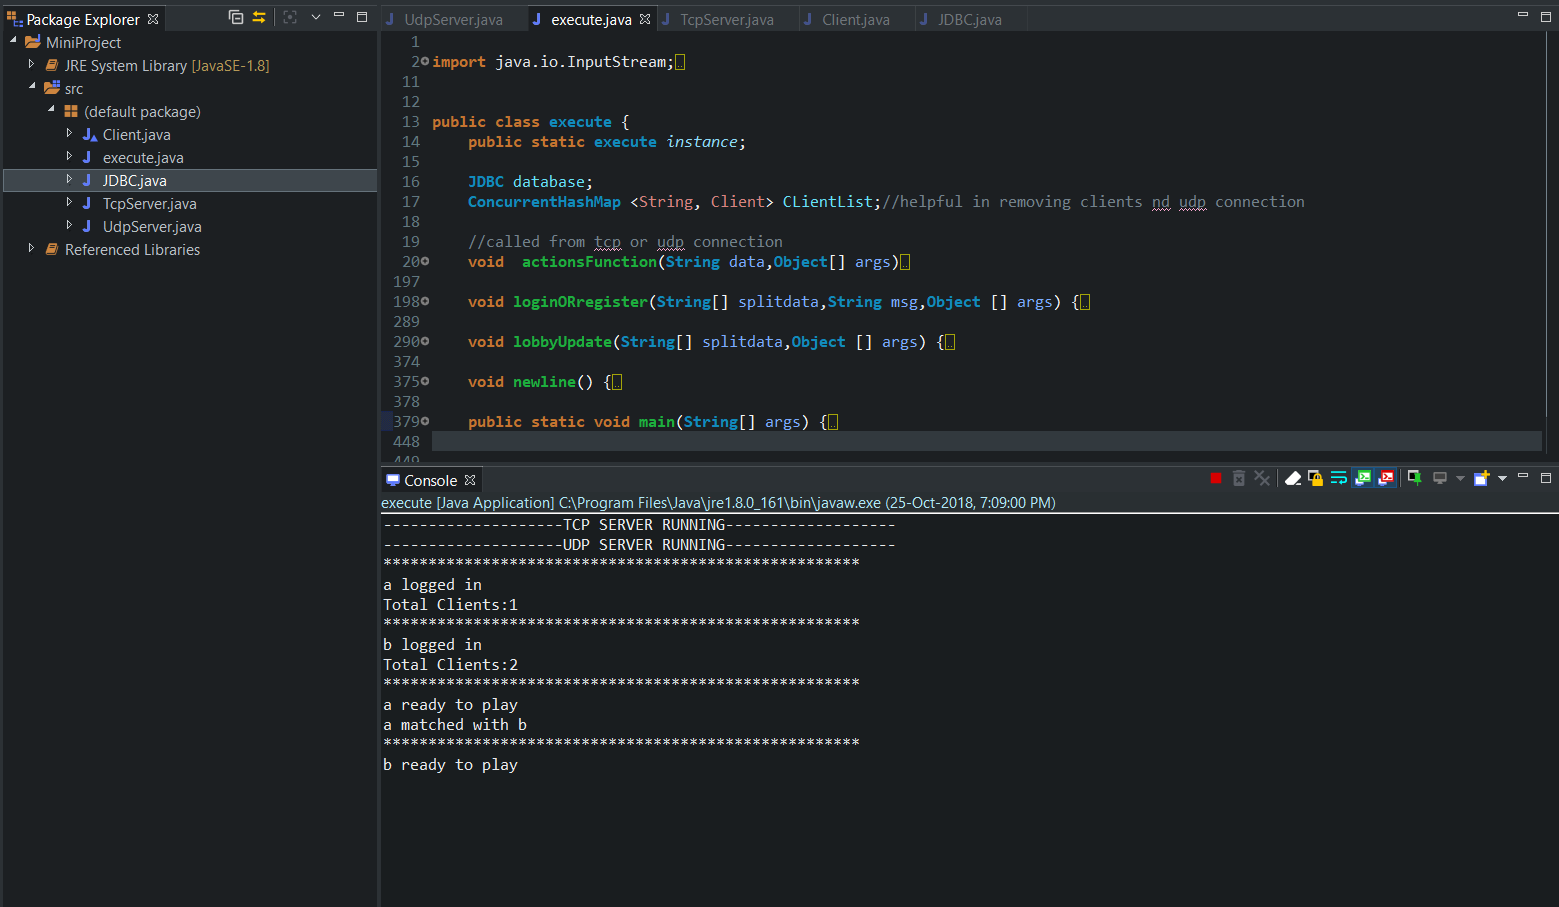 Package Explorer
MiniProject
JRE System Library [JavaSE-1.8]
src
(default package)
Client.java
execute.java
JDBC.java
TcpServer.java
UdpServer.java
Referenced Libraries
UdpServer.java execute.java TcpServer.java Client.java JDBC.java
1
2 import java.io.InputStream;
11
12
13 public class execute {
14 public static execute instance;
15
16 JDBC database;
17 ConcurrentHashMap <String, Client> CLientList;//helpful in removing clients nd udp connection
18
19 //called from tcp or udp connection
20 void  actionsFunction(String data,Object[] args)
197
198 void loginORregister(String[] splitdata,String msg,Object [] args) {
289
290 void lobbyUpdate(String[] splitdata,Object [] args) {
374
375 void newline() {
378
379 public static void main(String[] args) {
448
449
Console
execute [Java Application] C:\Program Files\Java\jre1.8.0_161\bin\javaw.exe (25-Oct-2018, 7:09:00 PM)
--------------------TCP SERVER RUNNING-------------------
--------------------UDP SERVER RUNNING-------------------
*****************************************************
a logged in
Total Clients:1
*****************************************************
b logged in
Total Clients:2
*****************************************************
a ready to play
a matched with b
*****************************************************
b ready to play